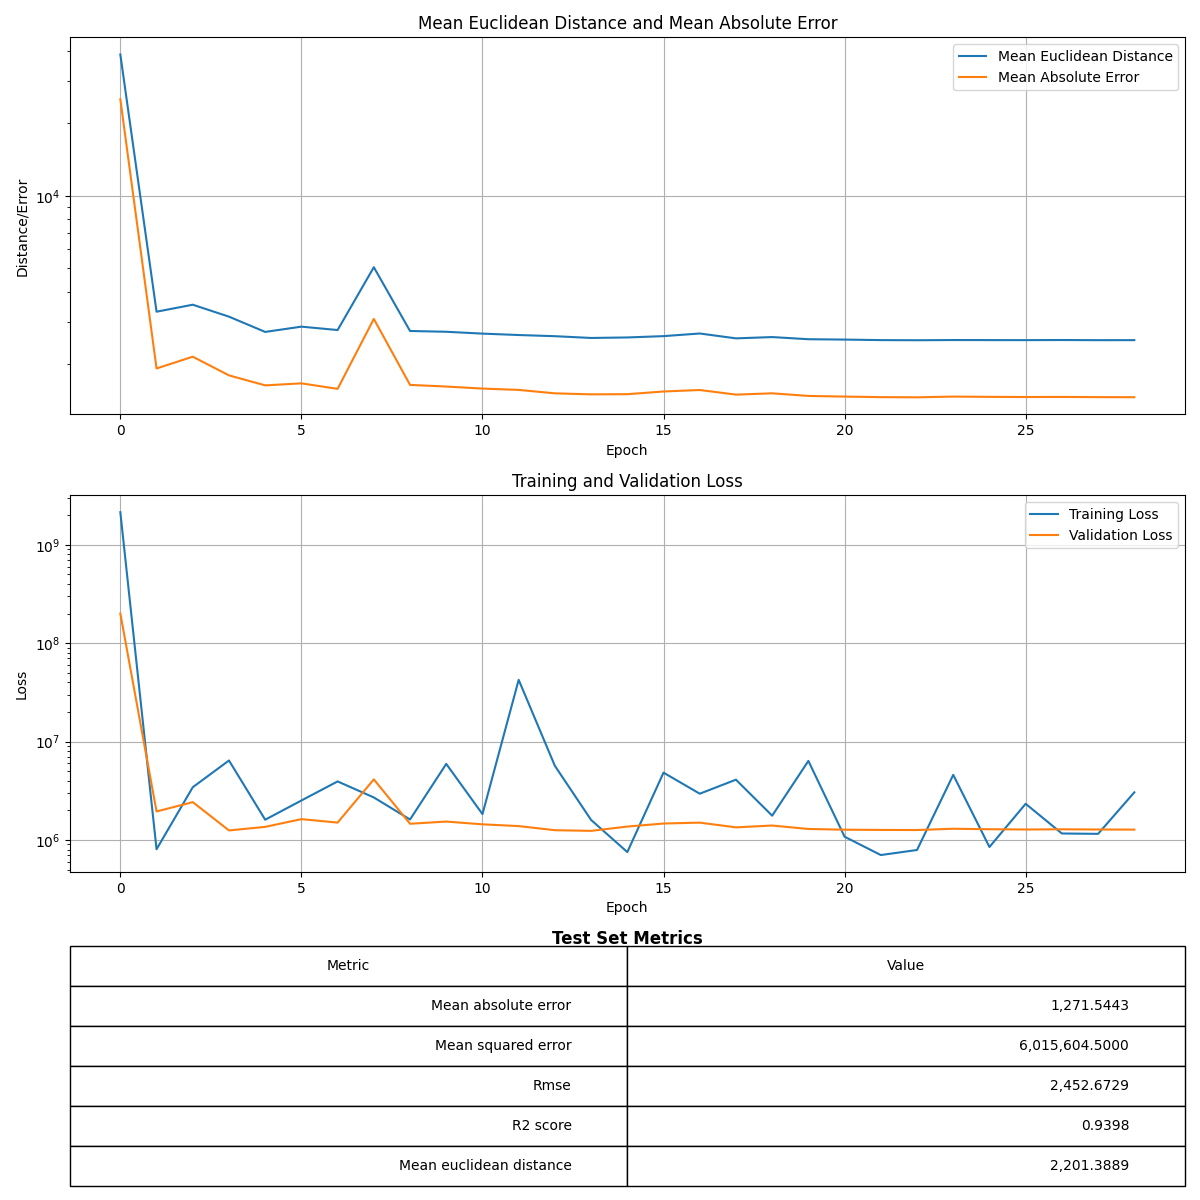 Mean Euclidean Distance and Mean Absolute Error
Mean Euclidean Distance
Mean Absolute Error
10^4
Distance/Error
0 5 10 15 20 25
Epoch
Training and Validation Loss
Training Loss
Validation Loss
10^9
10^8
10^7
10^6
Loss
0 5 10 15 20 25
Epoch
Test Set Metrics
Metric Value
Mean absolute error 1,271.5443
Mean squared error 6,015,604.5000
Rmse 2,452.6729
R2 score 0.9398
Mean euclidean distance 2,201.3889